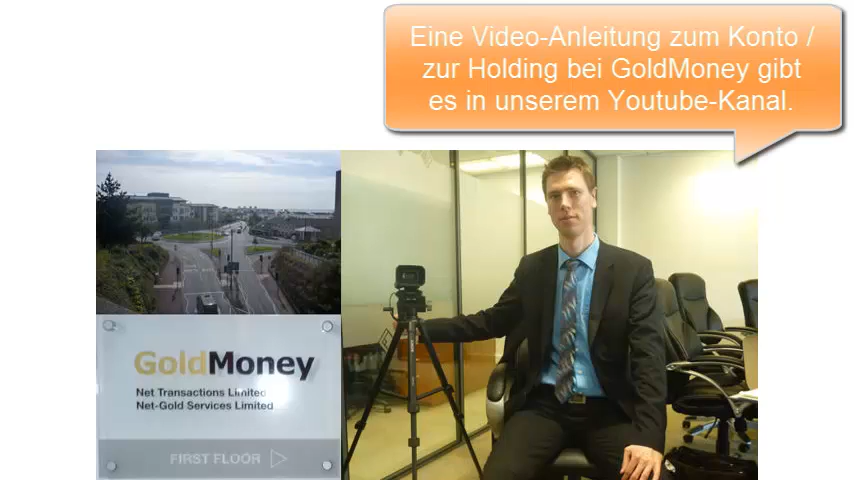 Eine Video-Anleitung zum Konto /
zur Holding bei GoldMoney gibt
es in unserem Youtube-Kanal.
GoldMoney
Net Transactions Limited
Net-Gold Services Limited
FIRST FLOOR